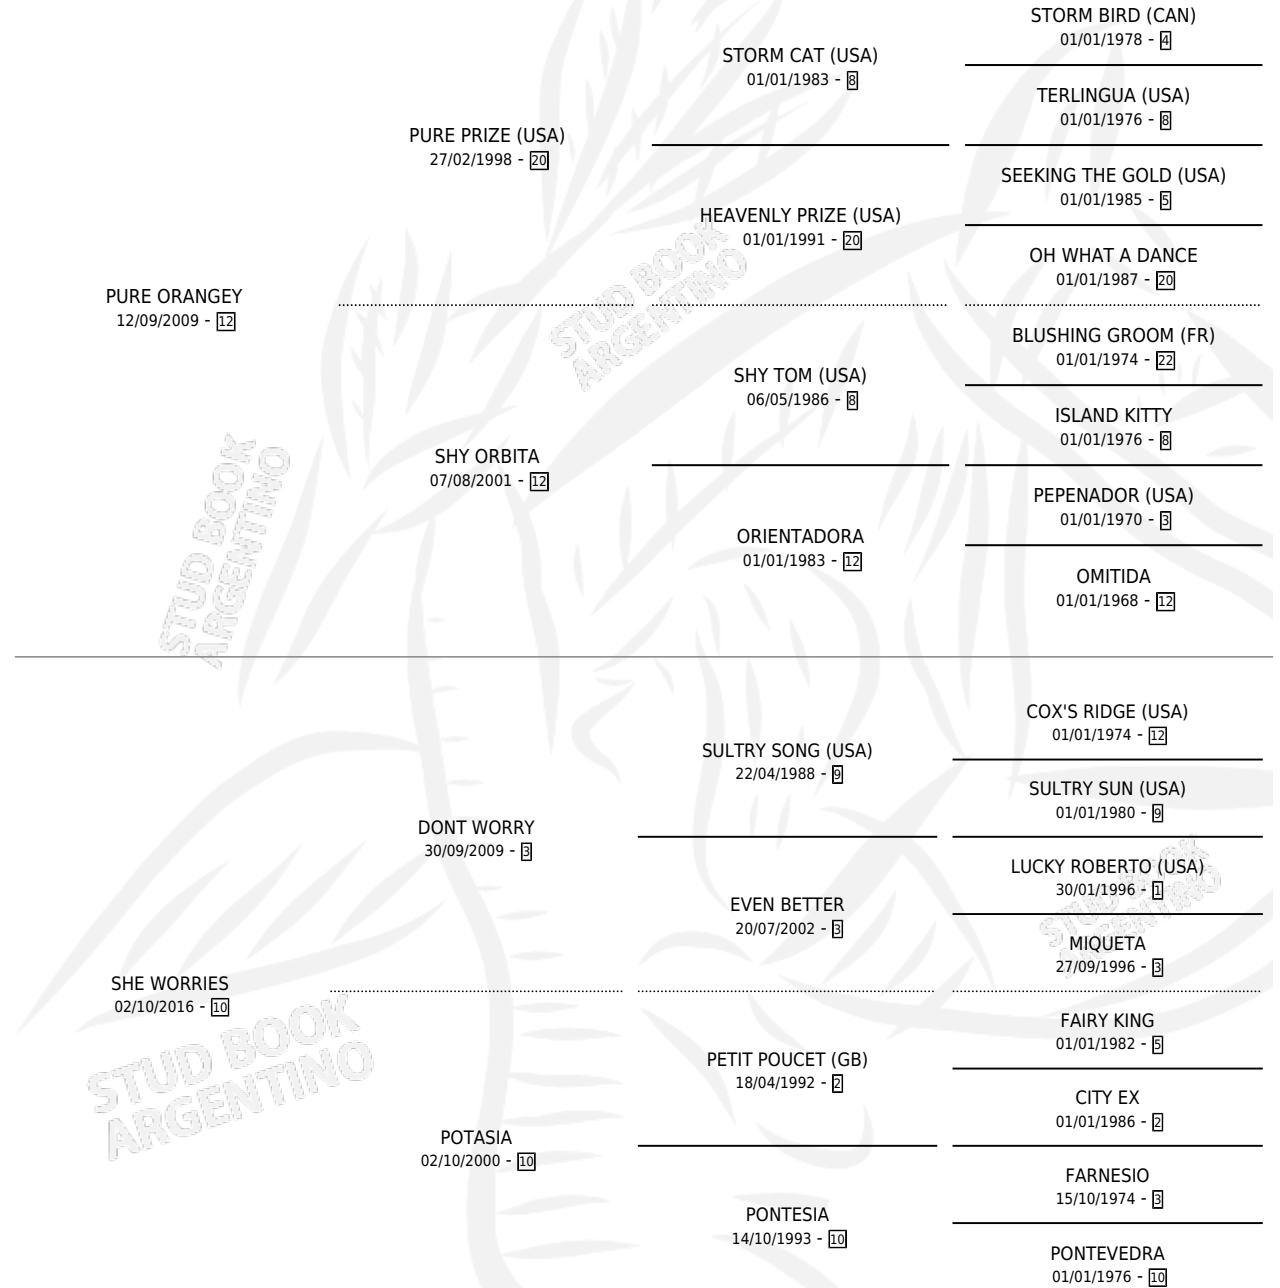 STORM BIRD (CAN)
01/01/1978 - 4
STORM CAT (USA)
01/01/1983 - 8
TERLINGUA (USA)
01/01/1976 - 8
PURE PRIZE (USA)
27/02/1998 - 20
SEEKING THE GOLD (USA)
01/01/1985 - 5
HEAVENLY PRIZE (USA)
01/01/1991 - 20
OH WHAT A DANCE
01/01/1987 - 20
PURE ORANGEY
12/09/2009 - 12
STUD BOOK
ARGENTINO
BLUSHING GROOM (FR)
01/01/1974 - 22
SHY TOM (USA)
06/05/1986 - 8
ISLAND KITTY
01/01/1976 - 8
SHY ORBITA
07/08/2001 - 12
PEPENADOR (USA)
01/01/1970 - 3
ORIENTADORA
01/01/1983 - 12
OMITIDA
01/01/1968 - 12
STUD BOOK
ARGENTINO
COX'S RIDGE (USA)
01/01/1974 - 12
SULTRY SONG (USA)
22/04/1988 - 9
SULTRY SUN (USA)
01/01/1980 - 9
DONT WORRY
30/09/2009 - 3
LUCKY ROBERTO (USA)
30/01/1996 - 1
EVEN BETTER
20/07/2002 - 3
STUD BOOK
ARGENTINO
MIQUETA
27/09/1996 - 3
SHE WORRIES
02/10/2016 - 10
FAIRY KING
01/01/1982 - 5
PETIT POUCET (GB)
18/04/1992 - 2
CITY EX
01/01/1986 - 2
STUD BOOK
ARGENTINO
POTASIA
02/10/2000 - 10
FARNESIO
15/10/1974 - 3
PONTESIA
14/10/1993 - 10
PONTEVEDRA
01/01/1976 - 10